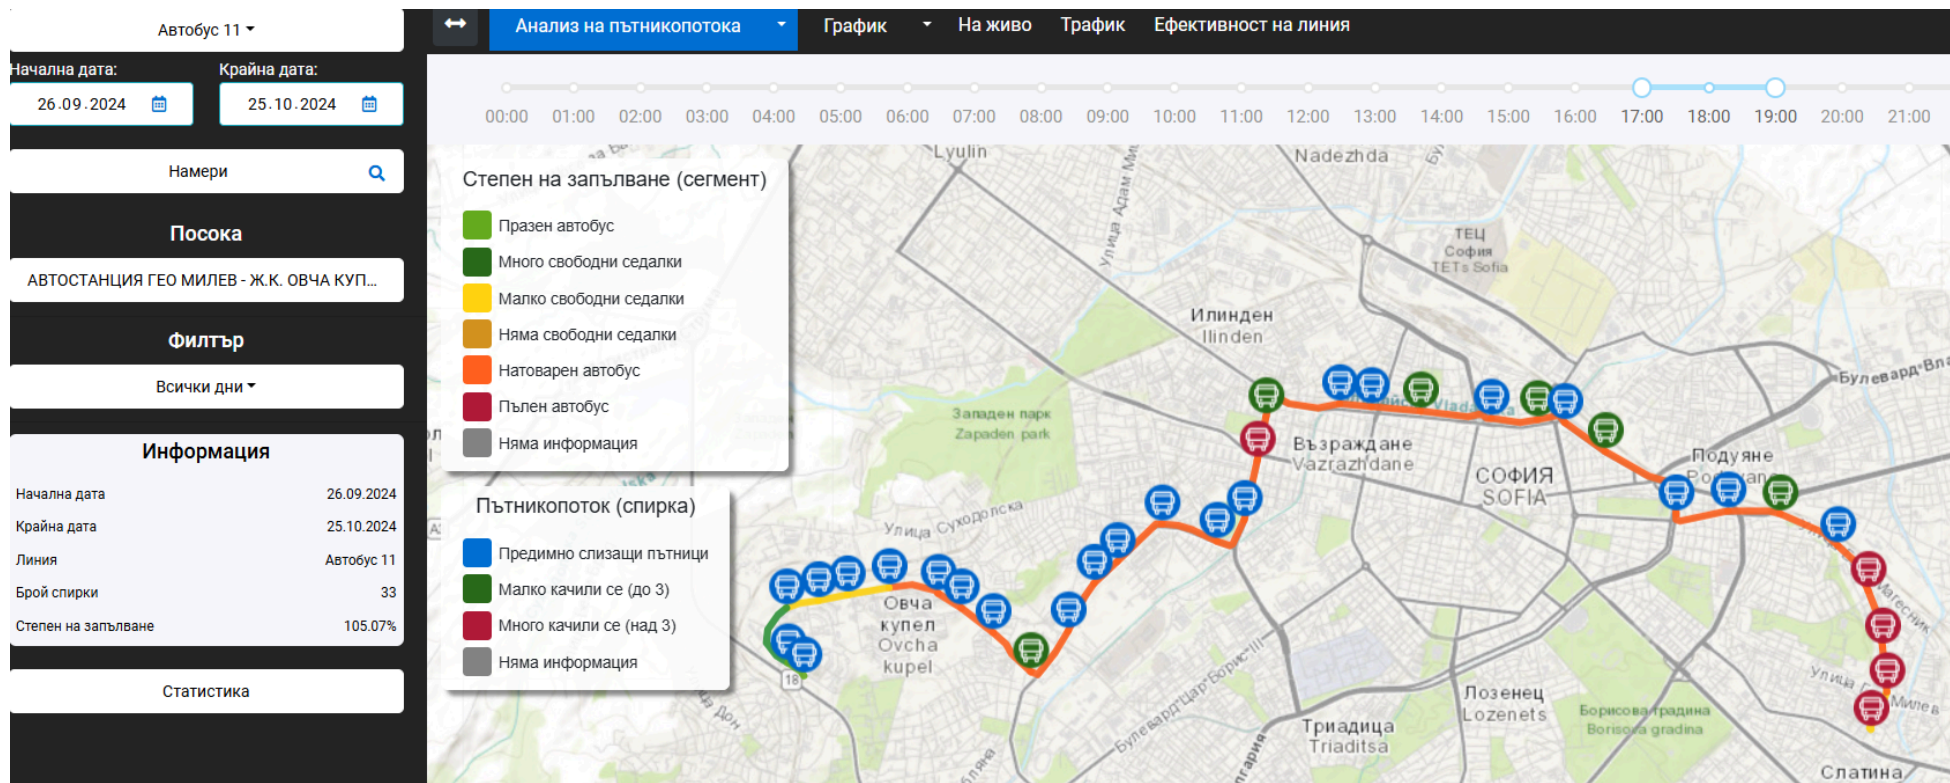 Автобус 11
Анализ на пътникопотока
График
На живо
Трафик
Ефективност на линия
Начална дата:
Крайна дата:
26.09.2024
25.10.2024
00:00 01:00 02:00 03:00 04:00 05:00 06:00 07:00 08:00 09:00 10:00 11:00 12:00 13:00 14:00 15:00 16:00 17:00 18:00 19:00 20:00 21:00
Намери
Посока
АВТОСТАНЦИЯ ГЕО МИЛЕВ - Ж.К. ОВЧА КУП...
Филтър
Всички дни
Информация
Начална дата 26.09.2024
Крайна дата 25.10.2024
Линия Автобус 11
Брой спирки 33
Степен на запълване 105.07%
Статистика
Степен на запълване (сегмент)
Празен автобус
Много свободни седалки
Малко свободни седалки
Няма свободни седалки
Натоварен автобус
Пълен автобус
Няма информация
Пътникопоток (спирка)
Предимно слизащи пътници
Малко качили се (до 3)
Много качили се (над 3)
Няма информация
Lyulin
Nadezhda
Улица Адам
ТЕЦ
София
TETs Sofia
Илинден
Ilinden
Западен парк
Zapaden park
Възраждане
Vazrazhdane
СОФИЯ
SOFIA
Подуяне
Улица Суходолска
Овча
купел
Ovcha
kupel
18
Булевард"Цар"Борис"III
Лозенец
Lozenets
Борисова градина
Borisova gradina
Триадица
Triaditsa
Слатина